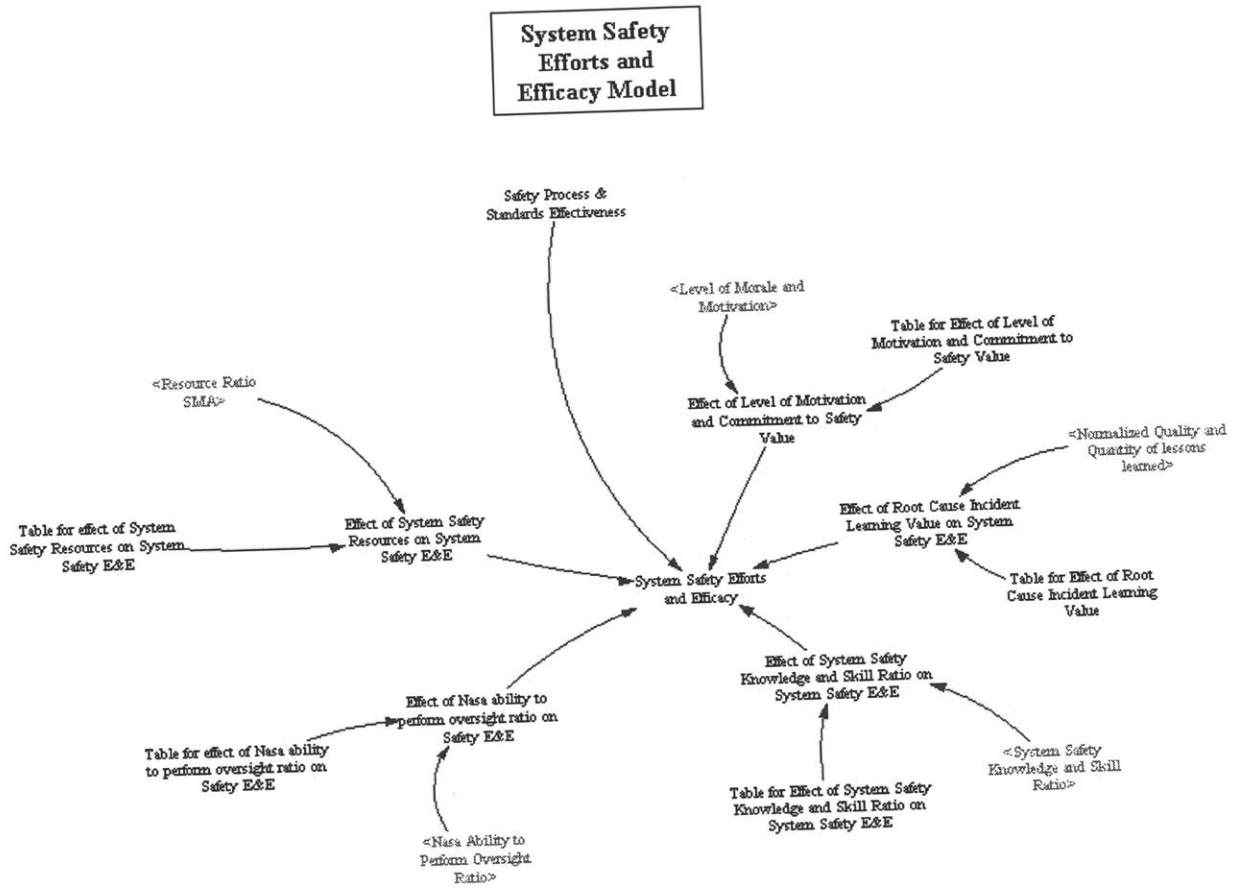 System Safety
Efforts and
Efficacy Model
Safety Process &
Standards Effectiveness
<Level of Morale and
Motivation>
Table for Effect of Level of
Motivation and Commitment to
Safety Value
<Resource Ratio
SMA>
Effect of Level of Motivation
and Commitment to Safety
Value
<Normalized Quality and
Quantity of lessons
learned>
Effect of Root Cause Incident
Learning Value on System
Safety E&E
Table for effect of System
Safety Resources on System
Safety E&E
Effect of System Safety
Resources on System
Safety E&E
System Safety Efforts
and Efficacy
Table for Effect of Root
Cause Incident Learning
Value
Effect of System Safety
Knowledge and Skill Ratio on
System Safety E&E
Effect of Nasa ability to
perform oversight ratio on
Safety E&E
Table for effect of Nasa ability
to perform oversight ratio on
Safety E&E
<System Safety
Knowledge and Skill
Ratio>
Table for Effect of System Safety
Knowledge and Skill Ratio on
System Safety E&E
<Nasa Ability to
Perform Oversight
Ratio>